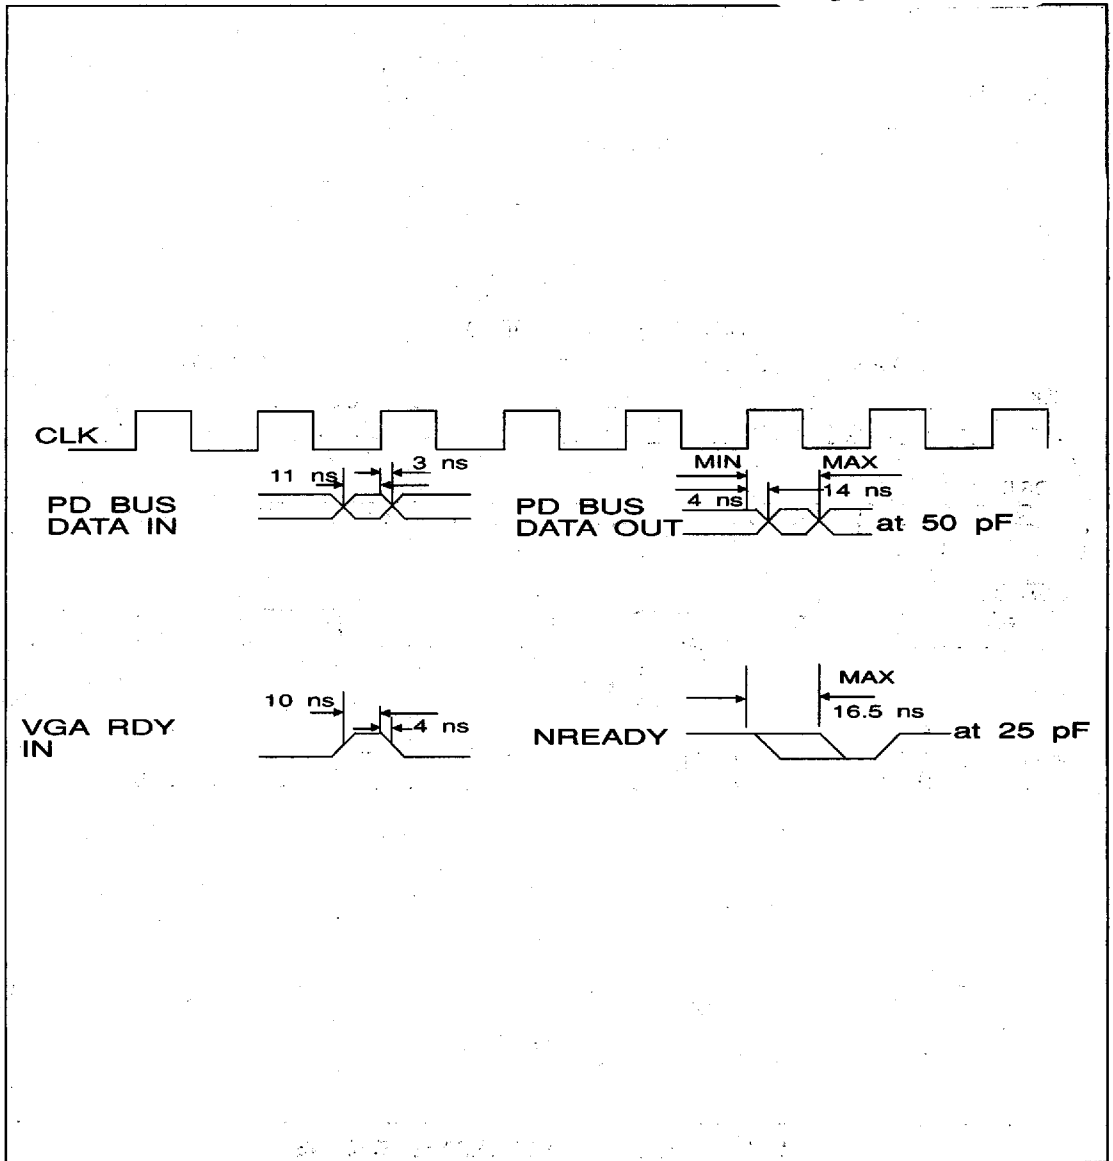 CLK
11 ns
3 ns
PD BUS
DATA IN
MIN
MAX
4 ns
14 ns
PD BUS
DATA OUT
at 50 pF
10 ns
4 ns
VGA RDY
IN
MAX
16.5 ns
NREADY
at 25 pF